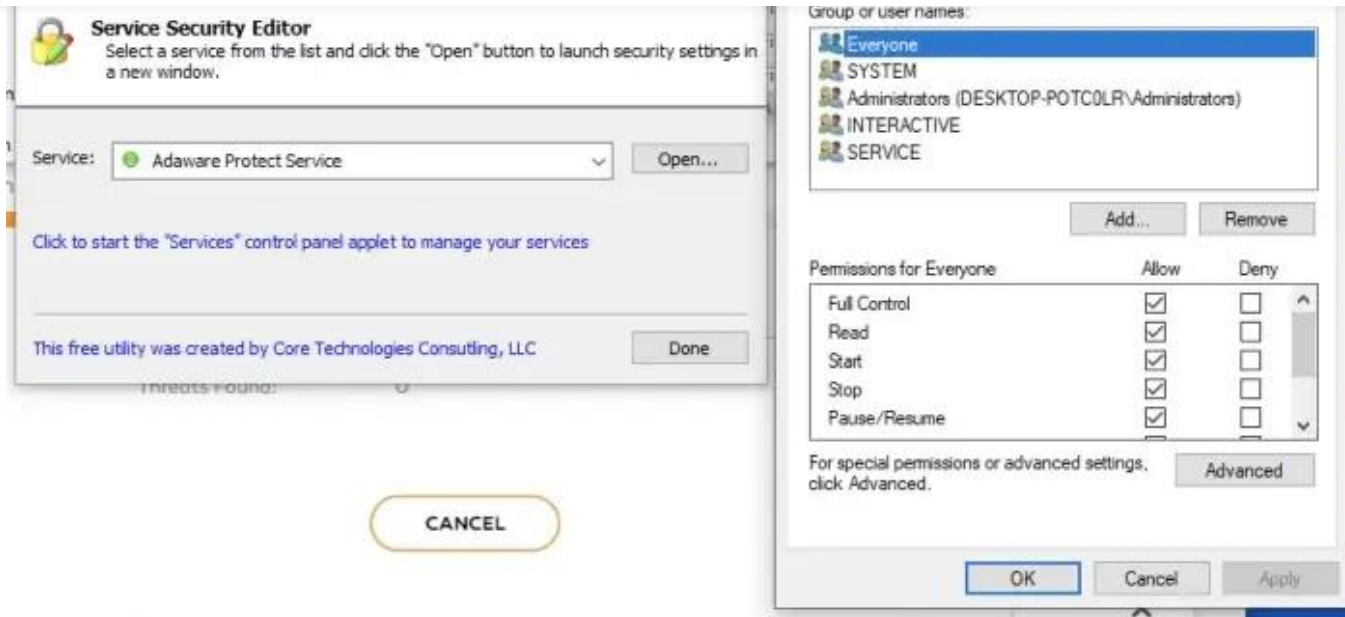 Service Security Editor
Select a service from the list and click the "Open" button to launch security settings in
a new window.
Service:
Adaware Protect Service
Open...
Click to start the "Services" control panel applet to manage your services
This free utility was created by Core Technologies Consutling, LLC
Done
Threats Found:
0
CANCEL
Group or user names:
Everyone
SYSTEM
Administrators (DESKTOP-POTC0LR\Administrators)
INTERACTIVE
SERVICE
Add...
Remove
Permissions for Everyone
Allow
Deny
Full Control
Read
Start
Stop
Pause/Resume
For special permissions or advanced settings,
click Advanced.
Advanced
OK
Cancel
Apply